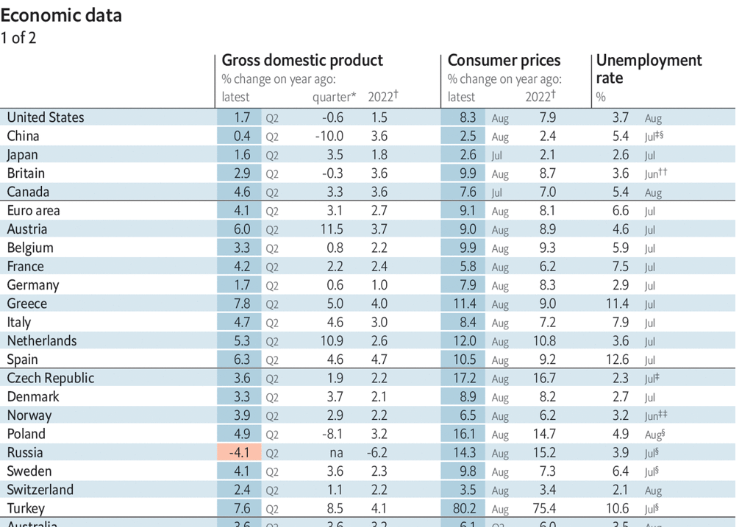 Economic data
1 of 2
Gross domestic product Consumer prices Unemployment
% change on year ago: % change on year ago: rate
latest quarter* 2022† latest 2022† %
United States 1.7 Q2 -0.6 1.5 8.3 Aug 7.9 3.7 Aug
China 0.4 Q2 -10.0 3.6 2.5 Aug 2.4 5.4 Jul‡§
Japan 1.6 Q2 3.5 1.8 2.6 Jul 2.1 2.6 Jul
Britain 2.9 Q2 -0.3 3.6 9.9 Aug 8.7 3.6 Jun††
Canada 4.6 Q2 3.3 3.6 7.6 Jul 7.0 5.4 Aug
Euro area 4.1 Q2 3.1 2.7 9.1 Aug 8.1 6.6 Jul
Austria 6.0 Q2 11.5 3.7 9.0 Aug 8.9 4.6 Jul
Belgium 3.3 Q2 0.8 2.2 9.9 Aug 9.3 5.9 Jul
France 4.2 Q2 2.2 2.4 5.8 Aug 6.2 7.5 Jul
Germany 1.7 Q2 0.6 1.0 7.9 Aug 8.3 2.9 Jul
Greece 7.8 Q2 5.0 4.0 11.4 Aug 9.0 11.4 Jul
Italy 4.7 Q2 4.6 3.0 8.4 Aug 7.2 7.9 Jul
Netherlands 5.3 Q2 10.9 2.6 12.0 Aug 10.8 3.6 Jul
Spain 6.3 Q2 4.6 4.7 10.5 Aug 9.2 12.6 Jul
Czech Republic 3.6 Q2 1.9 2.2 17.2 Aug 16.7 2.3 Jul‡
Denmark 3.3 Q2 3.7 2.1 8.9 Aug 8.2 2.7 Jul
Norway 3.9 Q2 2.9 2.2 6.5 Aug 6.2 3.2 Jun‡‡
Poland 4.9 Q2 -8.1 3.2 16.1 Aug 14.7 4.9 Aug§
Russia -4.1 Q2 na -6.2 14.3 Aug 15.2 3.9 Jul§
Sweden 4.1 Q2 3.6 2.3 9.8 Aug 7.3 6.4 Jul§
Switzerland 2.4 Q2 1.1 2.2 3.5 Aug 3.4 2.1 Aug
Turkey 7.6 Q2 8.5 4.1 80.2 Aug 75.4 10.6 Jul§
Australia 3.6 Q2 3.6 3.2 6.1 Q2 6.0 3.5 Aug